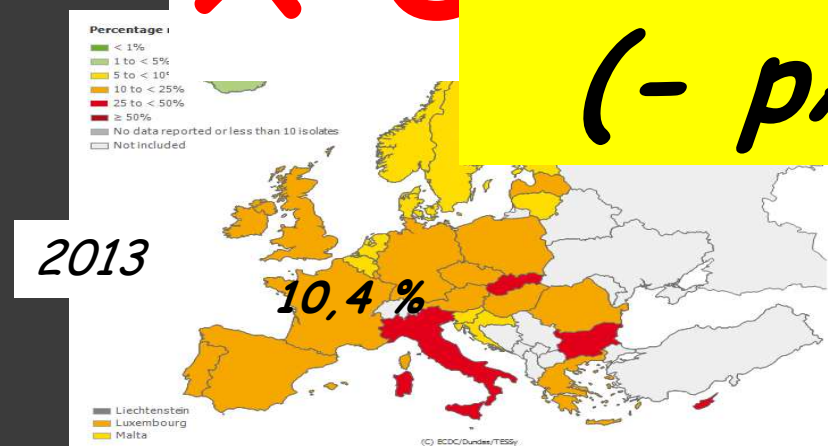 (-
Percentage
< 1%
1 to < 5%
5 to < 10
10 to < 25%
25 to < 50%
≥ 50%
No data reported or less than 10 isolates
Not included
2013
10,4 %
Liechtenstein
Luxembourg
Malta
(C) ECDC/Dundas/TESSy